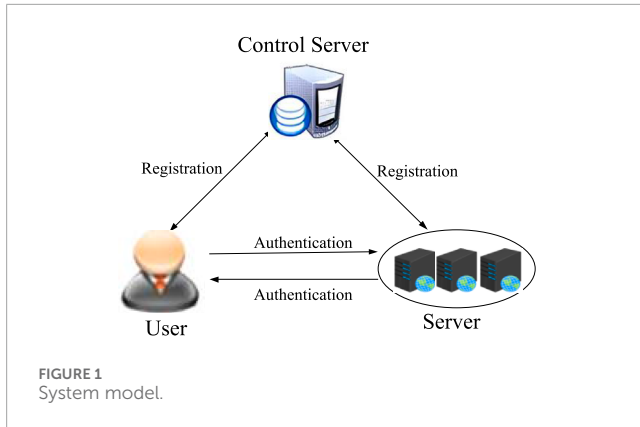 Control Server
Registration
Registration
Authentication
Authentication
User
Server
FIGURE 1
System model.